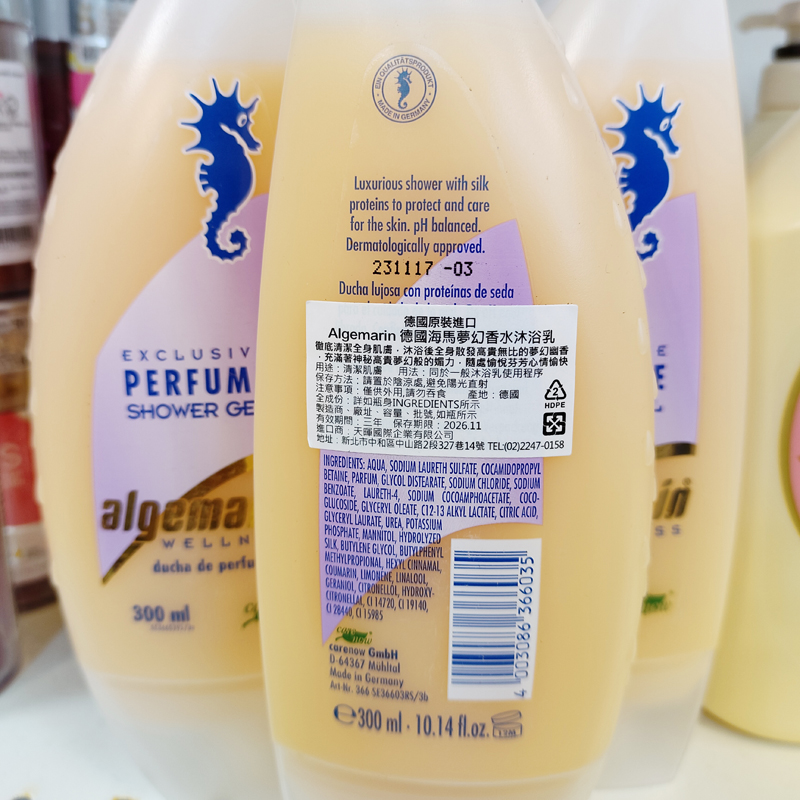 EIN QUALITÄTSPRODUKT
MADE IN GERMANY
Luxurious shower with silk
proteins to protect and care
for the skin. pH balanced.
Dermatologically approved.
231117 -03
Ducha lujosa con proteínas de seda
德國原裝進口
Algemarin 德國海馬夢幻香水沐浴乳
徹底清潔全身肌膚，沐浴後全身散發高貴無比的夢幻幽香
，充滿著神秘高貴夢幻般的媚力，隨處愉悅芬芳心情愉快
用途：清潔肌膚 用法：同於一般沐浴乳使用程序
保存方法：請置於陰涼處,避免陽光直射
注意事項：僅供外用,請勿吞食 產地：德國
全成份：詳如瓶身INGREDIENTS所示
製造商、廠址、容量、批號,如瓶所示
有效期間：三年 保存期限：2026.11
進口商：天暉國際企業有限公司
地址：新北市中和區中山路2段327巷14號 TEL:(02)2247-0158
2
HDPE
INGREDIENTS: AQUA, SODIUM LAURETH SULFATE, COCAMIDOPROPYL
BETAINE, PARFUM, GLYCOL DISTEARATE, SODIUM CHLORIDE, SODIUM
BENZOATE, LAURETH-4, SODIUM COCOAMPHOACETATE, COCO-
GLUCOSIDE, GLYCERYL OLEATE, C12-13 ALKYL LACTATE, CITRIC ACID,
GLYCERYL LAURATE, UREA, POTASSIUM
PHOSPHATE, MANNITOL, HYDROLYZED
SILK, BUTYLENE GLYCOL, BUTYLPHENYL
METHYLPROPIONAL, HEXYL CINNAMAL,
COUMARIN, LIMONENE, LINALOOL,
GERANIOL, CITRONELLOL, HYDROXY-
CITRONELLAL, CI 14720, CI 19140,
CI 28440, CI 15985
care now
carenow GmbH
D-64367 Mühltal
Made in Germany
Art-Nr. 366 SE36603RS/3b
4 003086 366035
℮300 ml · 10.14 fl.oz.
12M
EXCLUSIV
PERFUM
SHOWER GE
algema
WELLN
ducha de perfu
300 ml